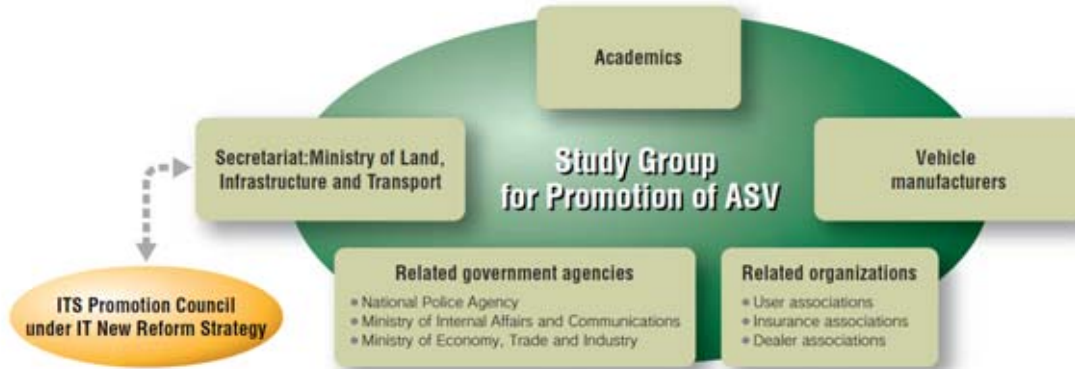 Academics
Secretariat:Ministry of Land,
Infrastructure and Transport
Study Group
for Promotion of ASV
Vehicle
manufacturers
Related government agencies
• National Police Agency
• Ministry of Internal Affairs and Communications
• Ministry of Economy, Trade and Industry
Related organizations
• User associations
• Insurance associations
• Dealer associations
ITS Promotion Council
under IT New Reform Strategy